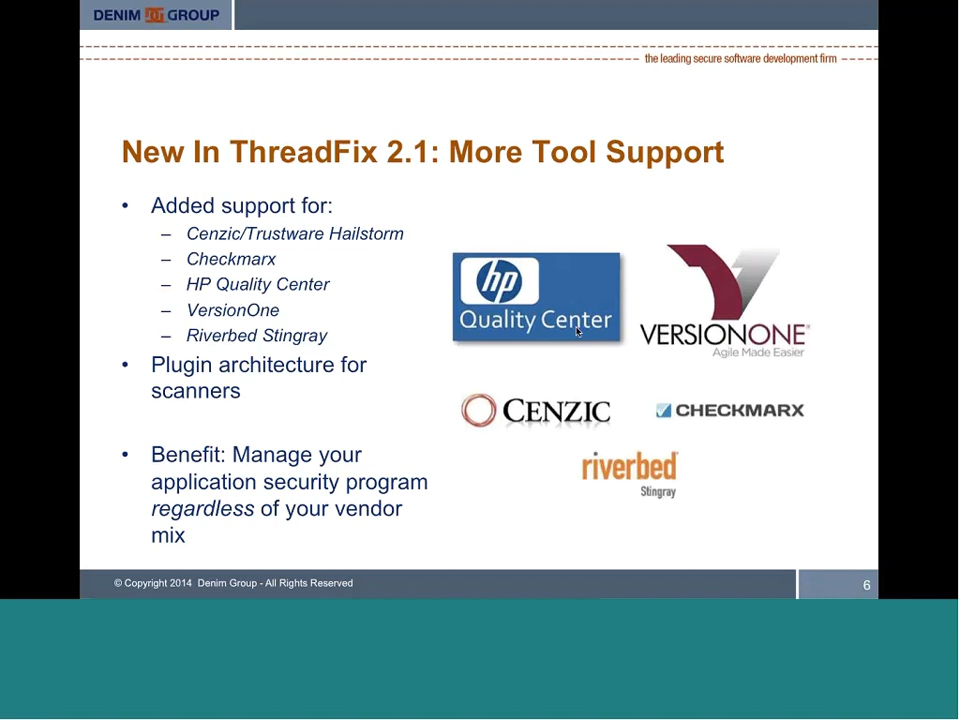 DENIM GROUP
the leading secure software development firm
New In ThreadFix 2.1: More Tool Support
• Added support for:
– Cenzic/Trustware Hailstorm
– Checkmarx
– HP Quality Center
– VersionOne
– Riverbed Stingray
• Plugin architecture for
scanners
• Benefit: Manage your
application security program
regardless of your vendor
mix
hp
Quality Center
VERSIONONE®
Agile Made Easier
CENZIC
CHECKMARX
riverbed
Stingray
© Copyright 2014 Denim Group - All Rights Reserved
6